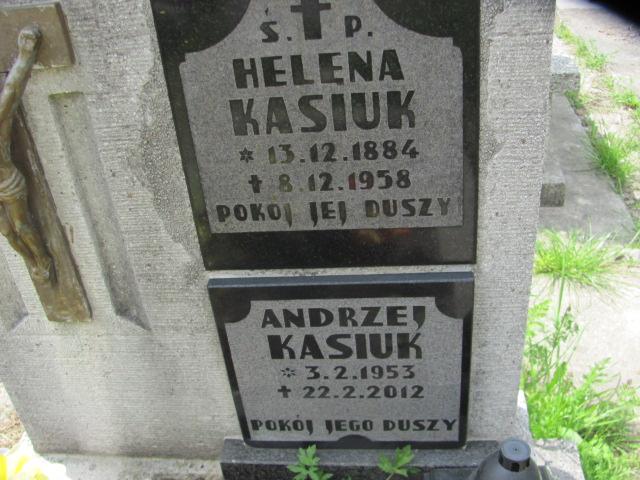 Ś. P.
HELENA
KASIUK
* 13.12.1884
† 8.12.1958
POKÓJ JEJ DUSZY
ANDRZEJ
KASIUK
* 3.2.1953
† 22.2.2012
POKÓJ JEGO DUSZY